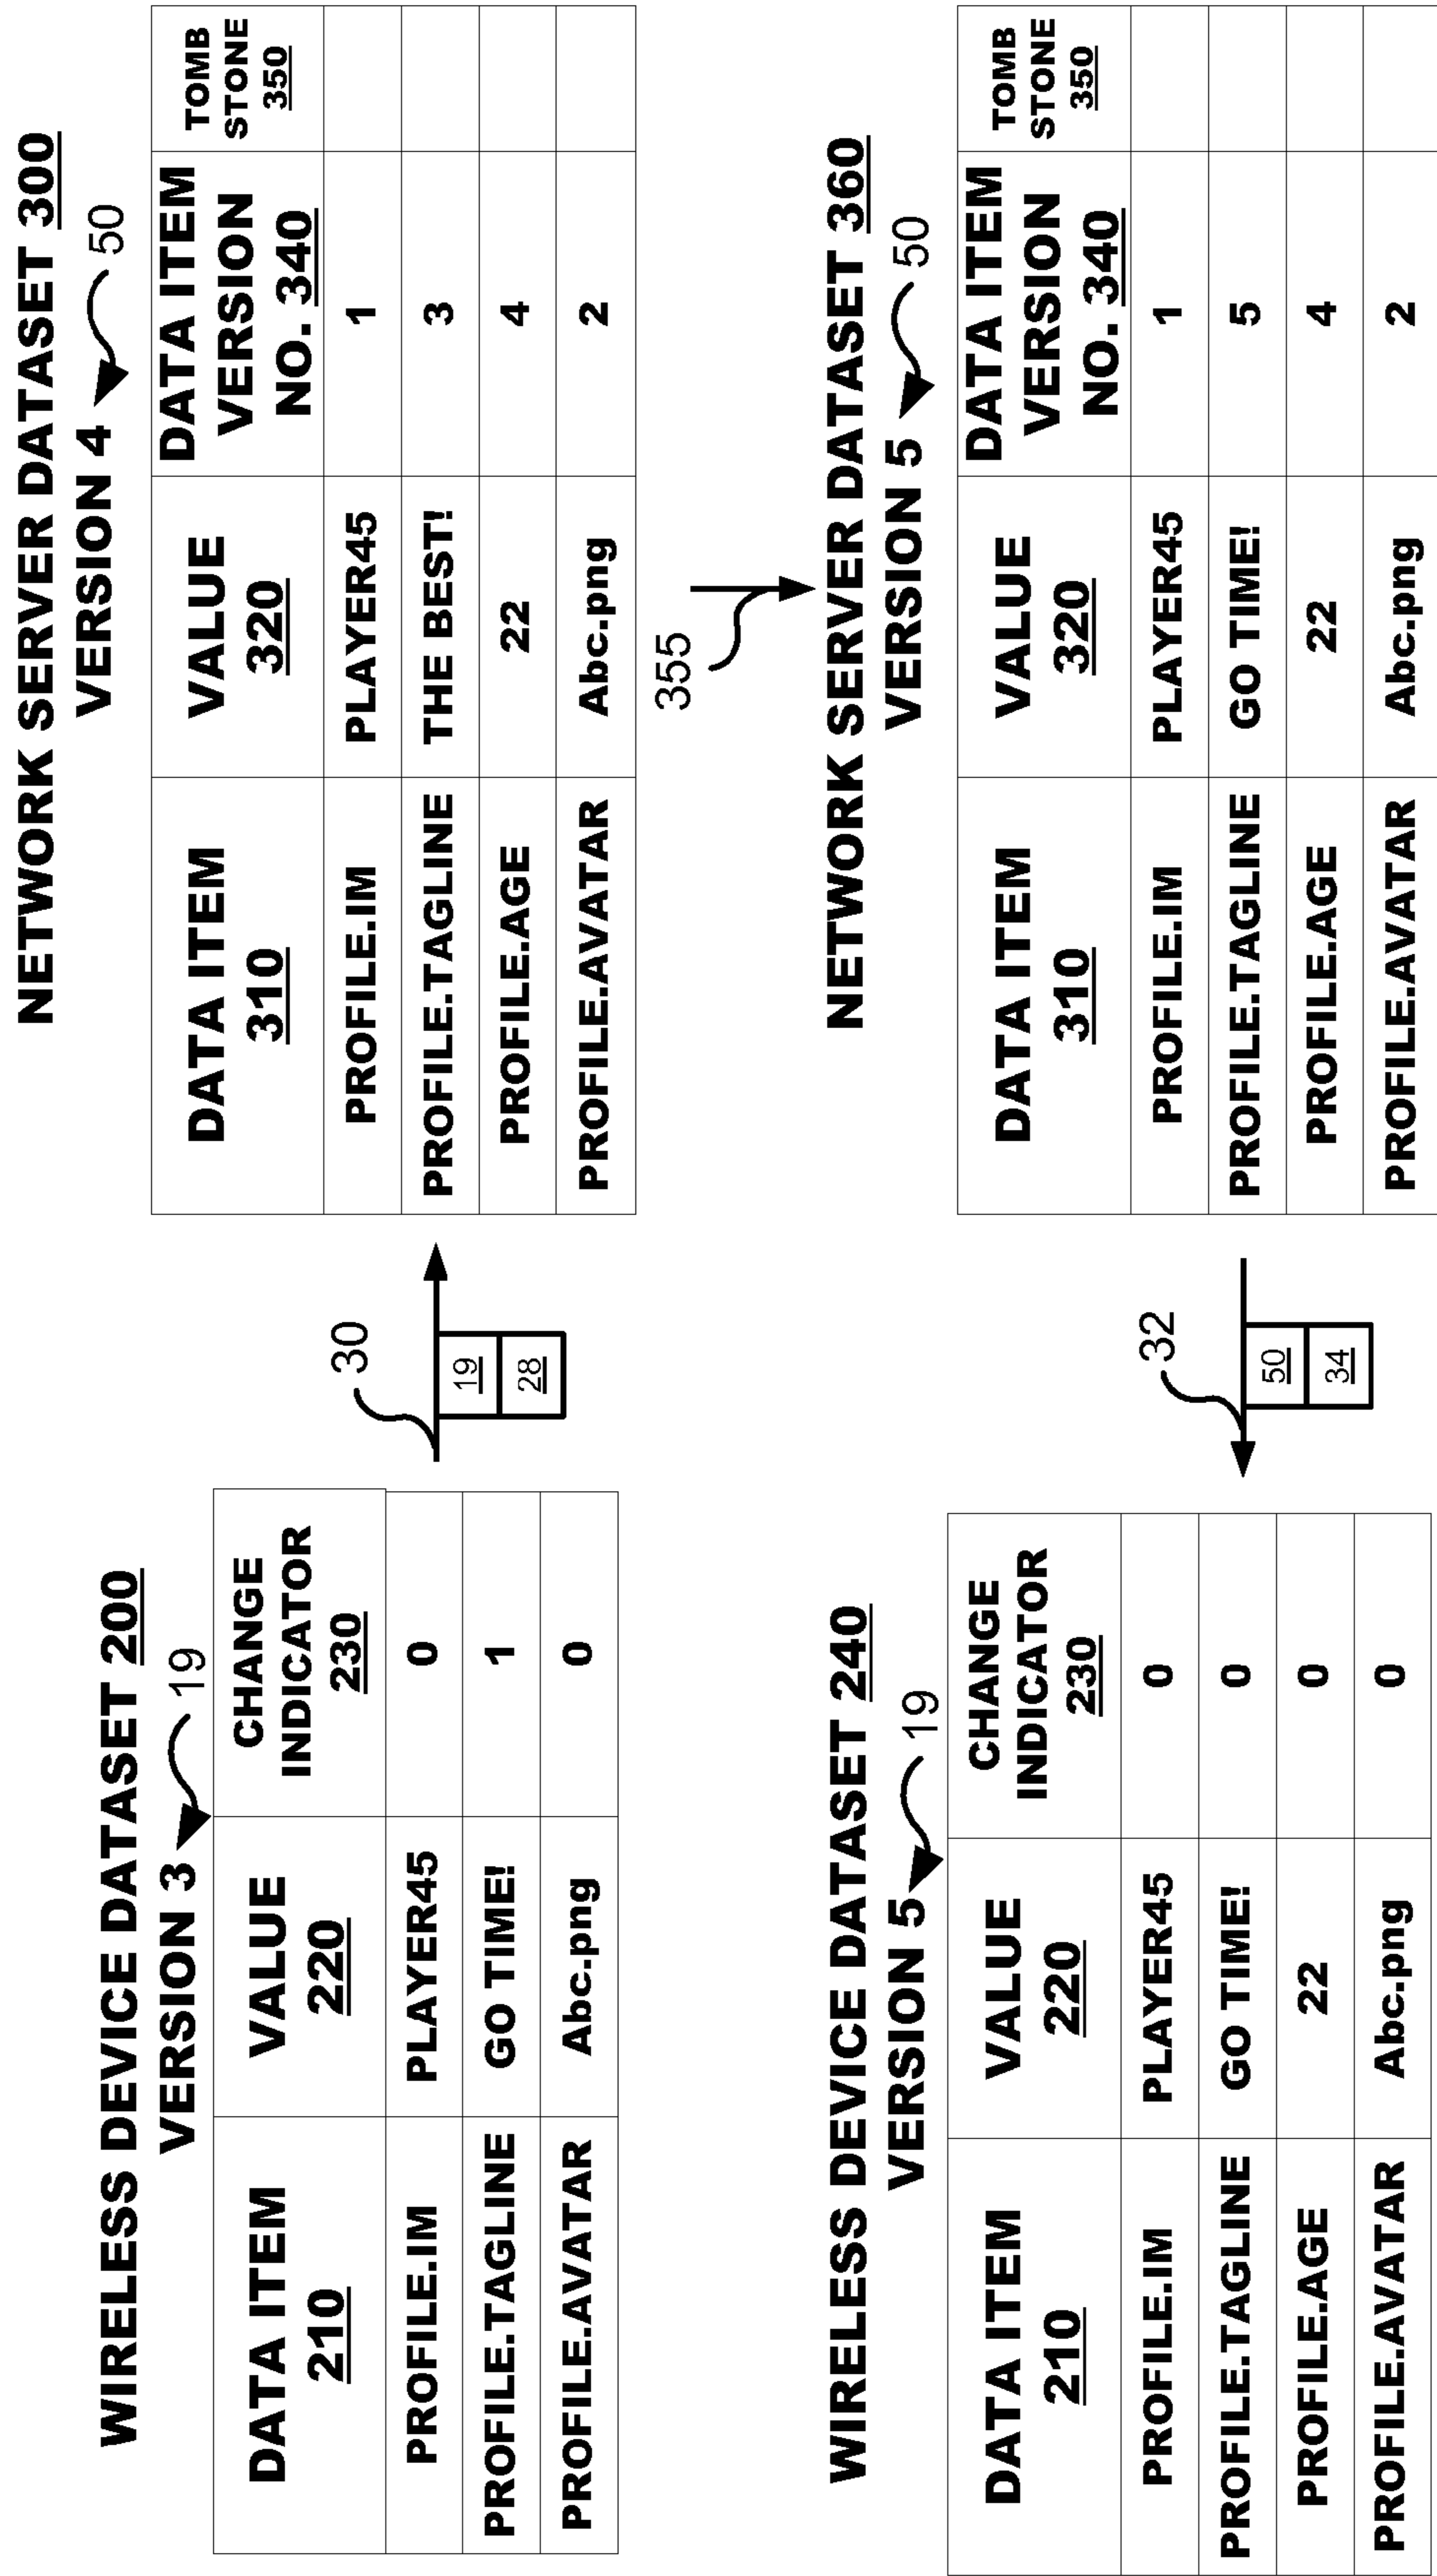 WIRELESS DEVICE DATASET 200
VERSION 3
19
DATA ITEM
210
VALUE
220
CHANGE
INDICATOR
230
PROFILE.IM
PLAYER45
0
PROFILE.TAGLINE
GO TIME!
1
PROFILE.AVATAR
Abc.png
0
30
19
28
NETWORK SERVER DATASET 300
VERSION 4
50
DATA ITEM
310
VALUE
320
DATA ITEM
VERSION
NO. 340
TOMB
STONE
350
PROFILE.IM
PLAYER45
1
PROFILE.TAGLINE
THE BEST!
3
PROFILE.AGE
22
4
PROFILE.AVATAR
Abc.png
2
355
WIRELESS DEVICE DATASET 240
VERSION 5
19
DATA ITEM
210
VALUE
220
CHANGE
INDICATOR
230
PROFILE.IM
PLAYER45
0
PROFILE.TAGLINE
GO TIME!
0
PROFILE.AGE
22
0
PROFILE.AVATAR
Abc.png
0
32
50
34
NETWORK SERVER DATASET 360
VERSION 5
50
DATA ITEM
310
VALUE
320
DATA ITEM
VERSION
NO. 340
TOMB
STONE
350
PROFILE.IM
PLAYER45
1
PROFILE.TAGLINE
GO TIME!
5
PROFILE.AGE
22
4
PROFILE.AVATAR
Abc.png
2